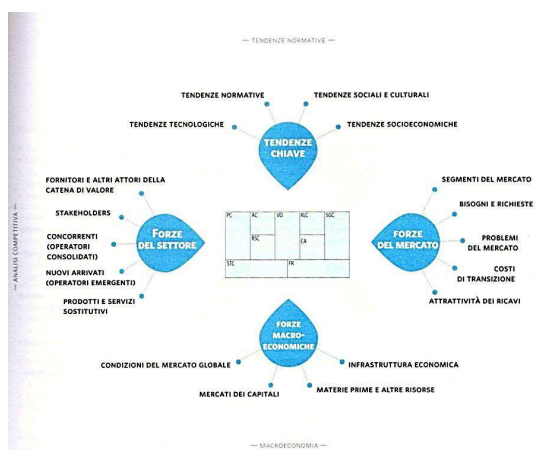 — TENDENZE NORMATIVE —
TENDENZE NORMATIVE
TENDENZE SOCIALI E CULTURALI
TENDENZE TECNOLOGICHE
TENDENZE SOCIOECONOMICHE
TENDENZE
CHIAVE
FORNITORI E ALTRI ATTORI DELLA
CATENA DI VALORE
STAKEHOLDERS
CONCORRENTI
(OPERATORI
CONSOLIDATI)
NUOVI ARRIVATI
(OPERATORI EMERGENTI)
PRODOTTI E SERVIZI
SOSTITUTIVI
FORZE
DEL SETTORE
— ANALISI COMPETITIVA —
PC
AC
VO
RLC
SGC
RSC
CA
STC
FR
FORZE
DEL MERCATO
SEGMENTI DEL MERCATO
BISOGNI E RICHIESTE
PROBLEMI
DEL MERCATO
COSTI
DI TRANSIZIONE
ATTRATTIVITÀ DEI RICAVI
FORZE
MACRO-
ECONOMICHE
CONDIZIONI DEL MERCATO GLOBALE
INFRASTRUTTURA ECONOMICA
MERCATI DEI CAPITALI
MATERIE PRIME E ALTRE RISORSE
— MACROECONOMIA —